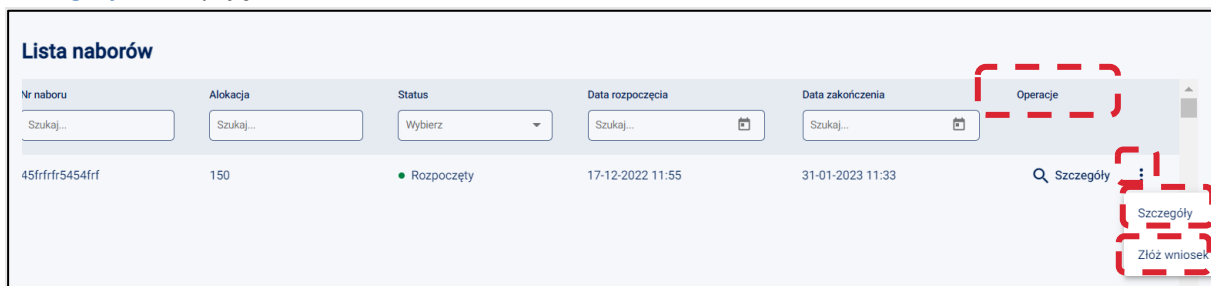 Lista naborów
Nr naboru Alokacja Status Data rozpoczęcia Data zakończenia Operacje
Szukaj... Szukaj... Wybierz Szukaj... Szukaj...
45frfrfr5454frf 150 Rozpoczęty 17-12-2022 11:55 31-01-2023 11:33 Szczegóły
Szczegóły
Złóż wniosek